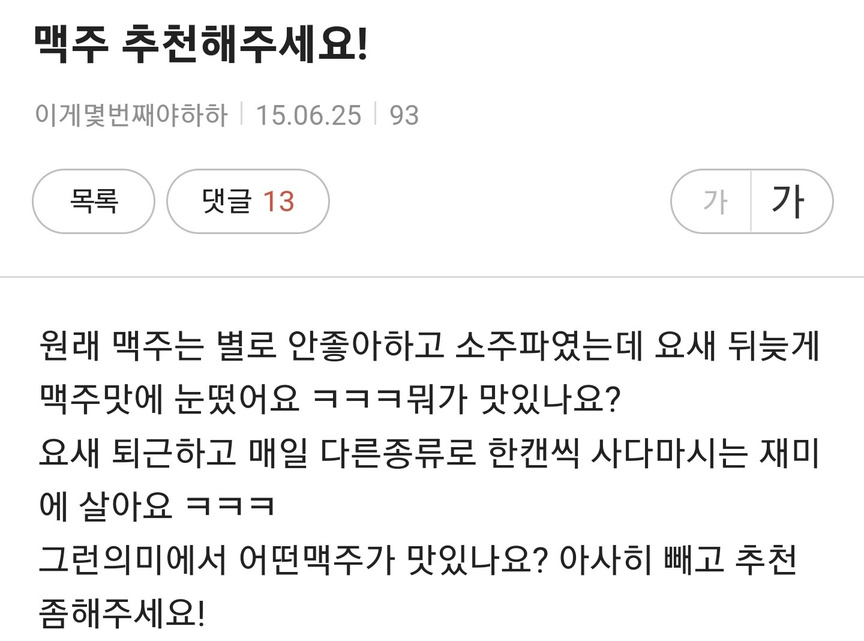 맥주 추천해주세요!
이게몇번째야하하 | 15.06.25 | 93
목록 댓글 13 가 가
원래 맥주는 별로 안좋아하고 소주파였는데 요새 뒤늦게
맥주맛에 눈떴어요 ㅋㅋㅋ뭐가 맛있나요?
요새 퇴근하고 매일 다른종류로 한캔씩 사다마시는 재미
에 살아요 ㅋㅋㅋ
그런의미에서 어떤맥주가 맛있나요? 아사히 빼고 추천
좀해주세요!